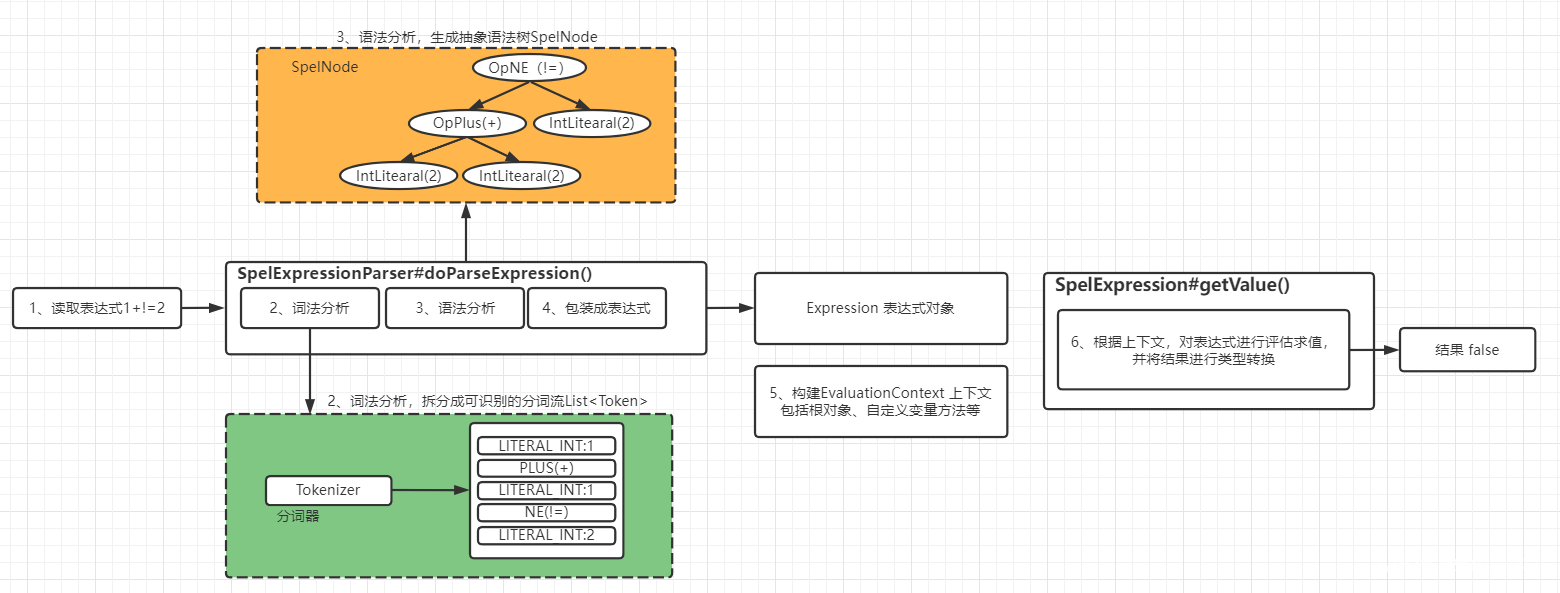 3、语法分析，生成抽象语法树SpelNode
SpelNode
OpNE（!=）
OpPlus(+)
IntLitearal(2)
IntLitearal(2)
IntLitearal(2)
SpelExpressionParser#doParseExpression()
1、读取表达式1+!=2
2、词法分析
3、语法分析
4、包装成表达式
Expression 表达式对象
SpelExpression#getValue()
6、根据上下文，对表达式进行评估求值，
并将结果进行类型转换
结果 false
5、构建EvaluationContext 上下文
包括根对象、自定义变量方法等
2、词法分析，拆分成可识别的分词流List<Token>
Tokenizer
分词器
LITERAL_INT:1
PLUS(+)
LITERAL_INT:1
NE(!=)
LITERAL_INT:2